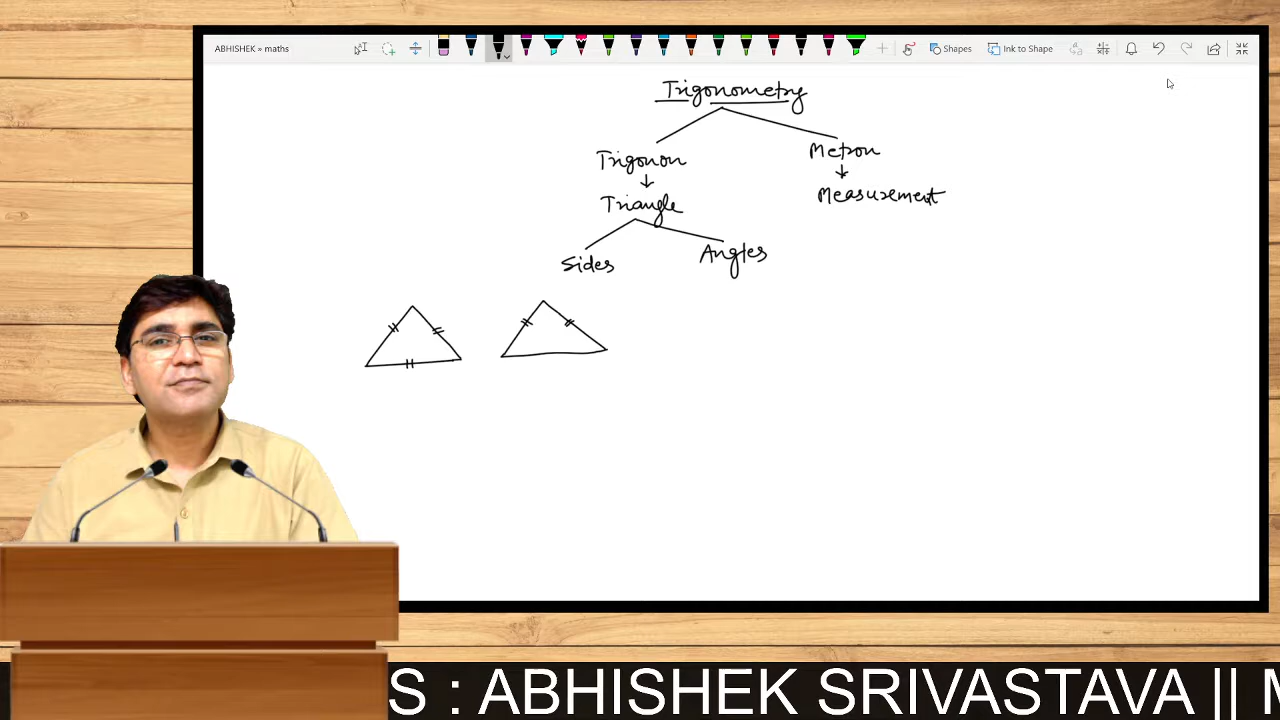 ABHISHEK » maths
Shapes
Ink to Shape
Trigonometry
Trigonon
Metron
Triangle
Measurement
Sides
Angles
S : ABHISHEK SRIVASTAVA ||